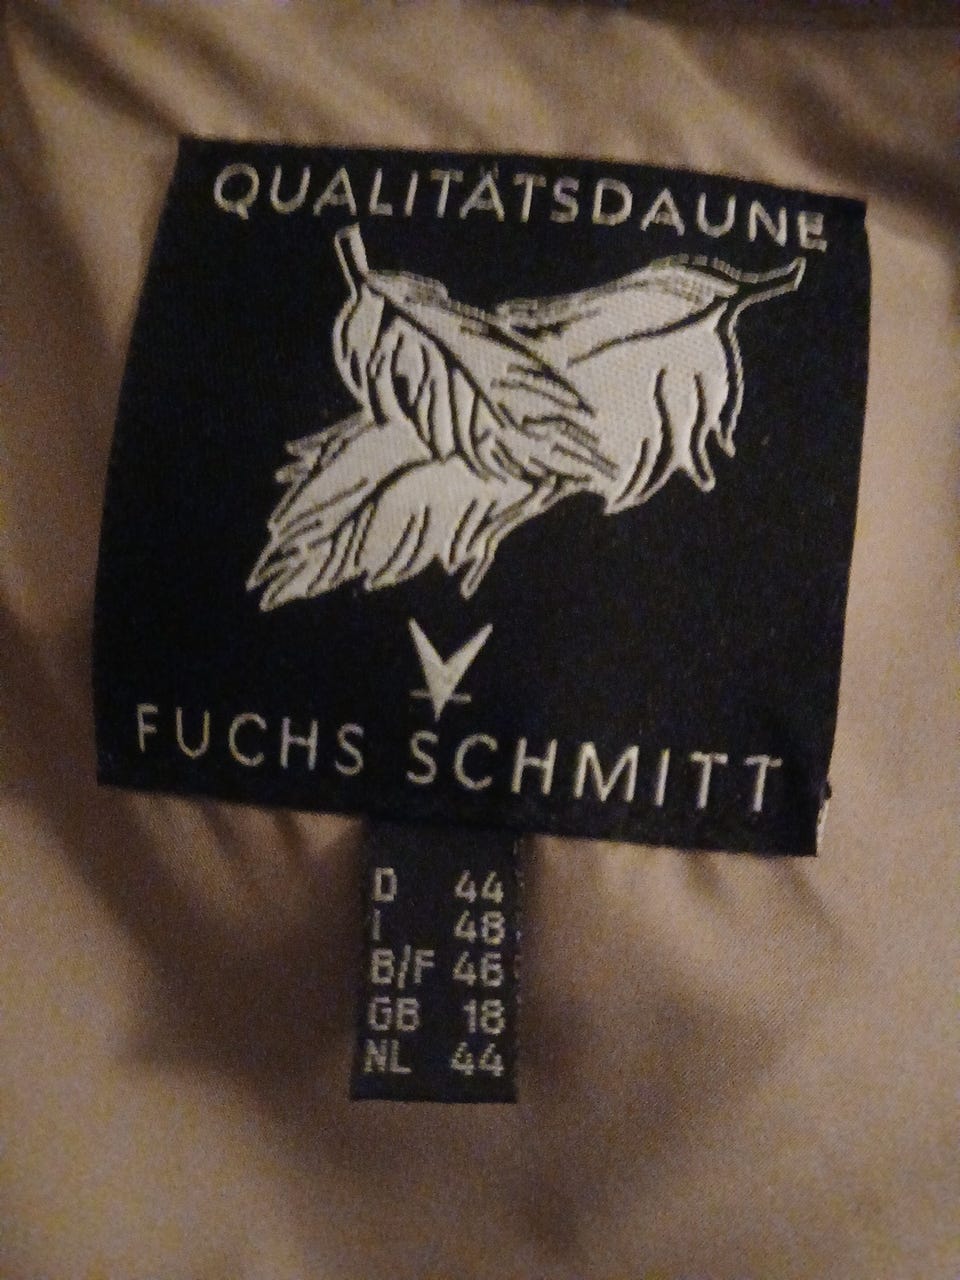 QUALITÄTSDAUNE
FUCHS SCHMITT
D 44
I 48
B/F 46
GB 18
NL 44